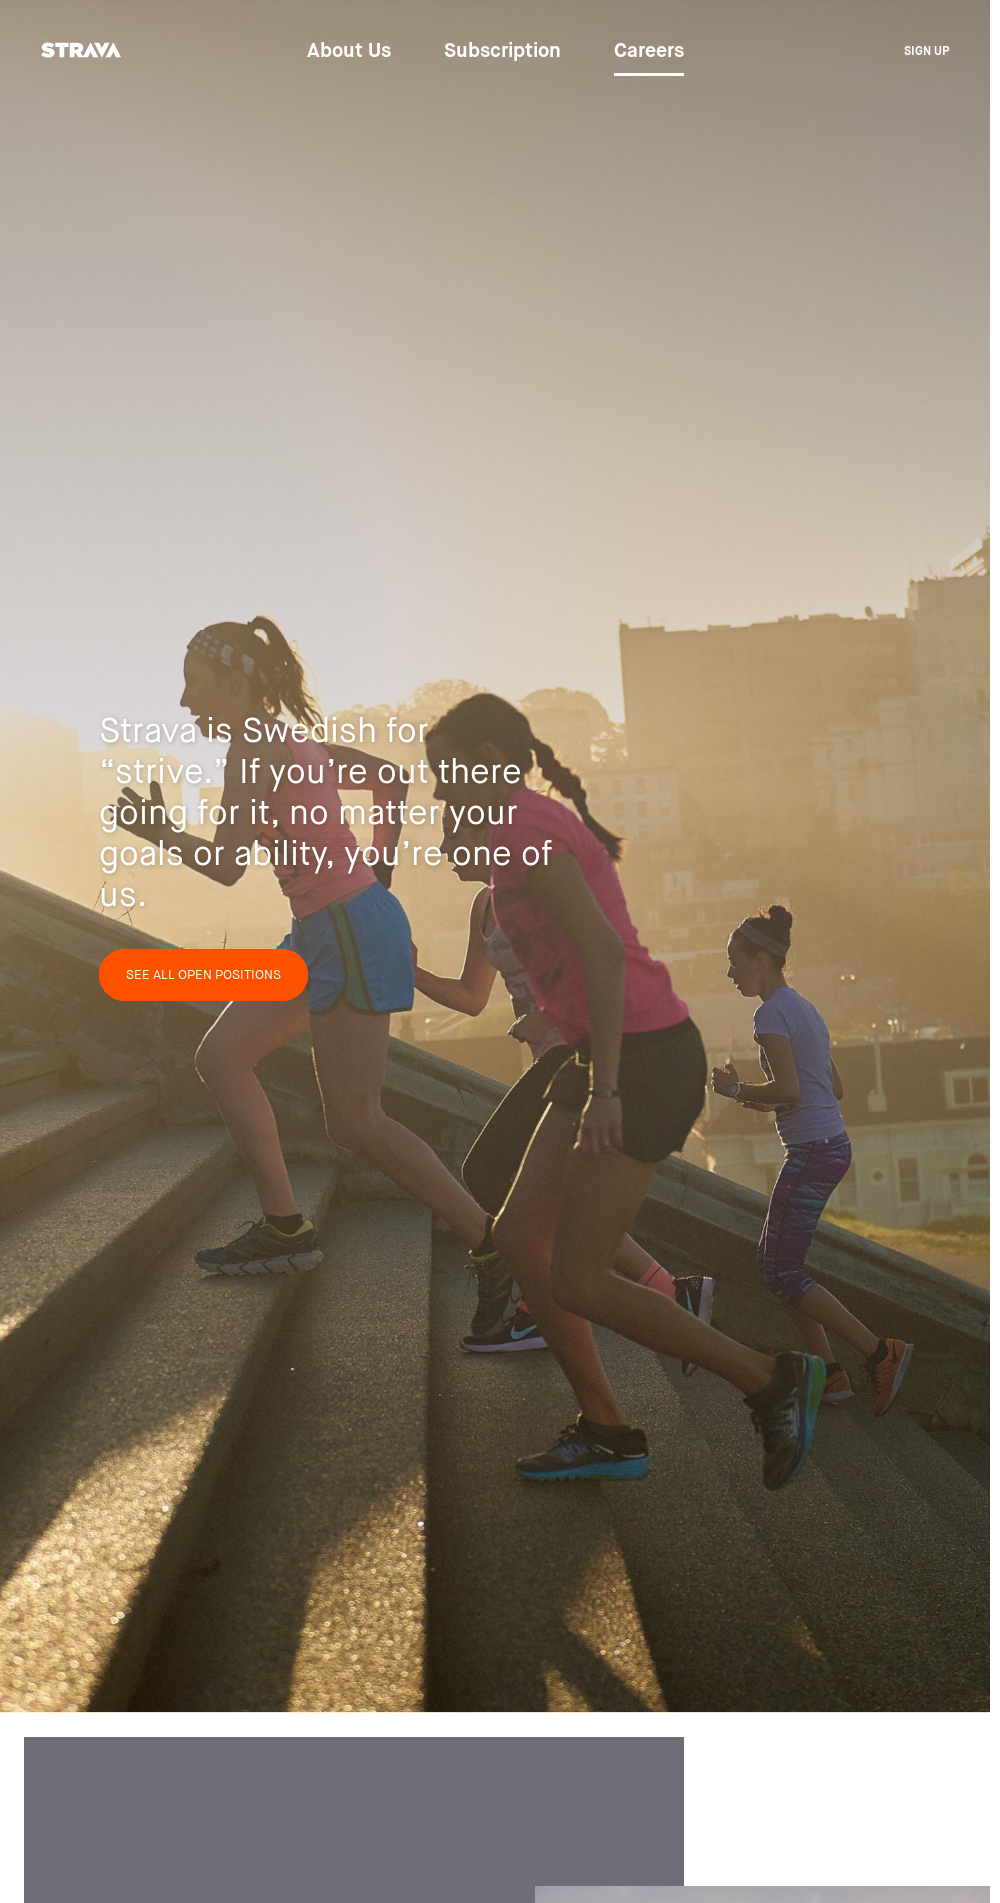 STRAVA
About Us
Subscription
Careers
SIGN UP
Strava is Swedish for
“strive.” If you’re out there
going for it, no matter your
goals or ability, you’re one of
us.
SEE ALL OPEN POSITIONS